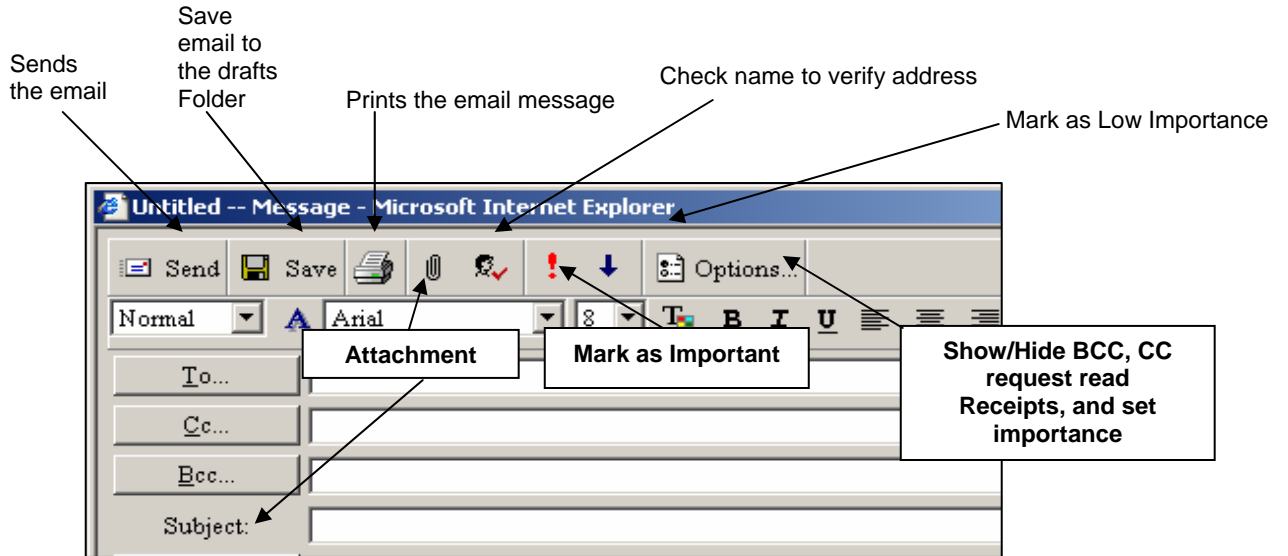 Save
email to
the drafts
Folder
Sends
the email
Prints the email message
Check name to verify address
Mark as Low Importance
Untitled -- Message - Microsoft Internet Explorer
Send Save Options...
Normal A Arial 8 T B I U
Attachment
Mark as Important
Show/Hide BCC, CC
request read
Receipts, and set
importance
To...
Cc...
Bcc...
Subject: